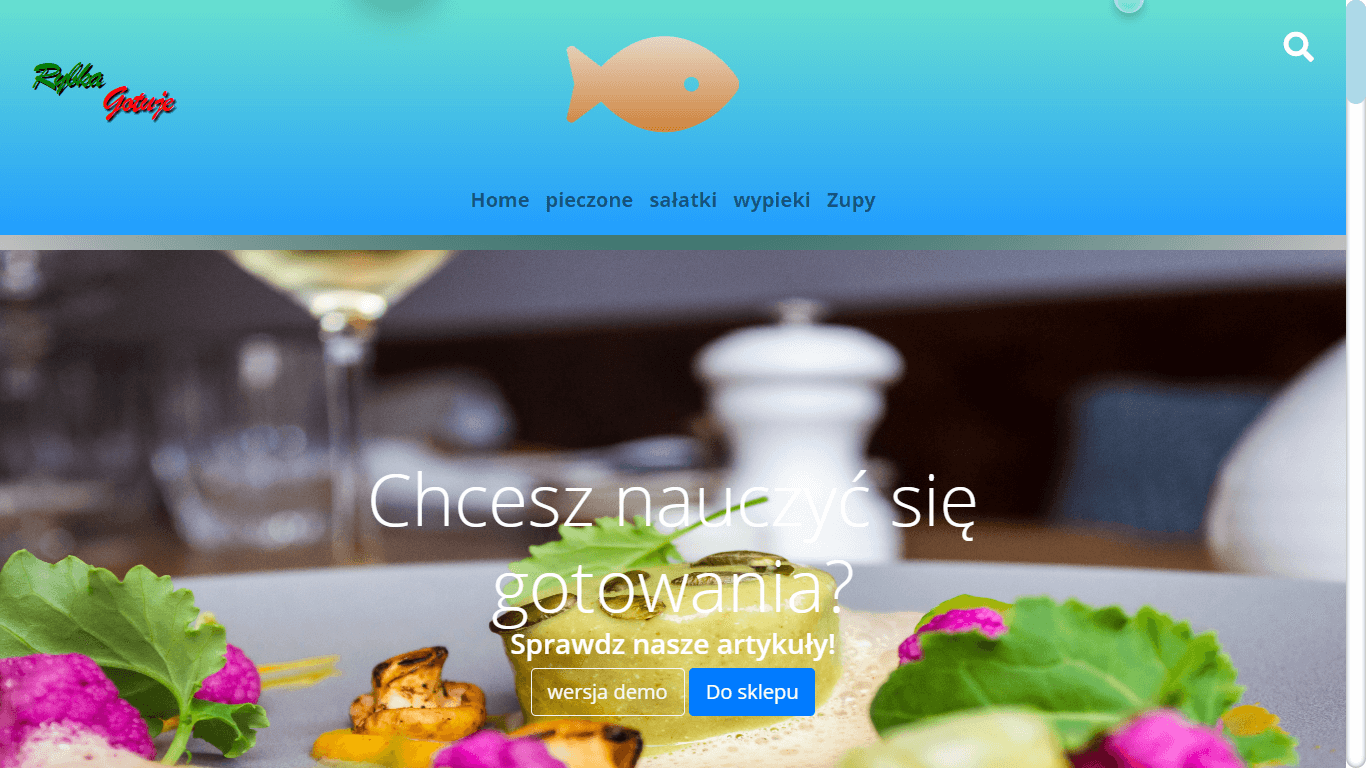 Rybka
Gotuje
Home pieczone sałatki wypieki Zupy
Chcesz nauczyć się
gotowania?
Sprawdz nasze artykuły!
wersja demo Do sklepu